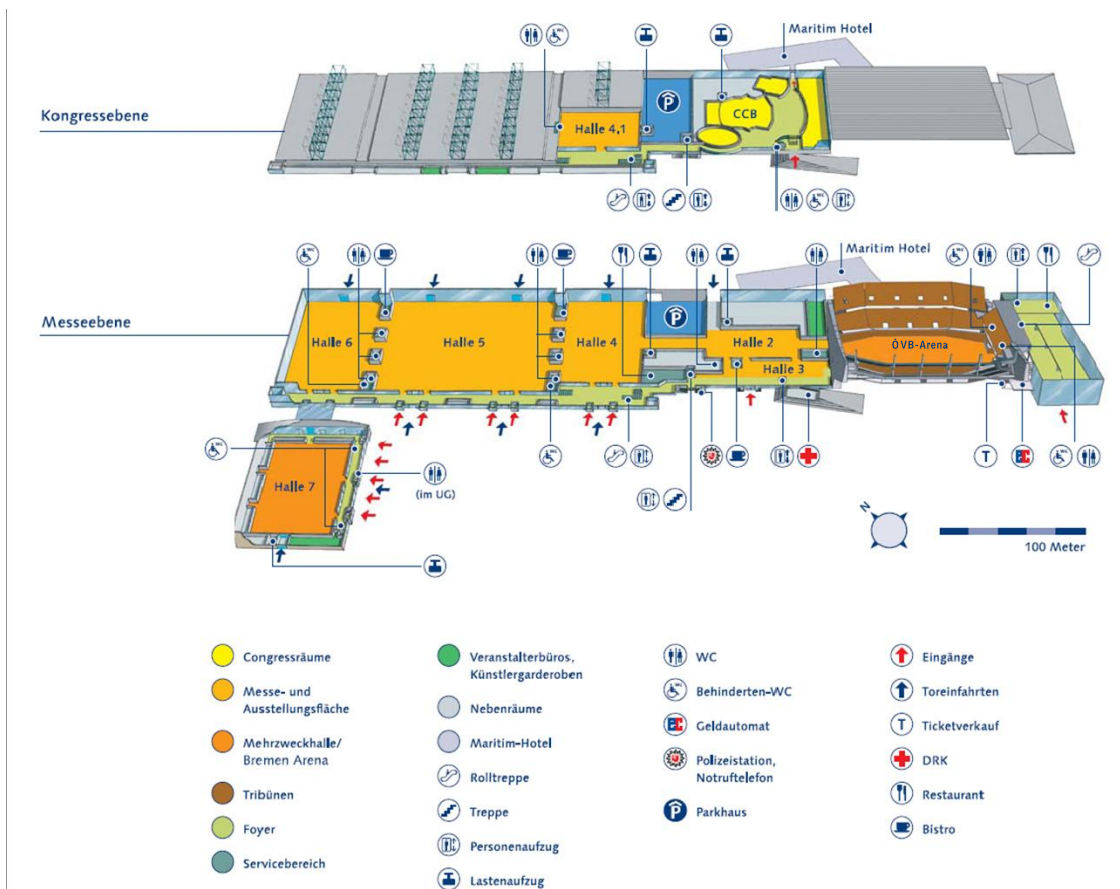 Maritim Hotel
Kongressebene
Halle 4,1
P
CCB
Maritim Hotel
Messeebene
P
Halle 6
Halle 5
Halle 4
Halle 2
Halle 3
ÖVB-Arena
Halle 7
(im UG)
T
EC
N
100 Meter
Congressräume
Messe- und
Ausstellungsfläche
Mehrzweckhalle/
Bremen Arena
Tribünen
Foyer
Servicebereich
Veranstalterbüros,
Künstlergarderoben
Nebenräume
Maritim-Hotel
Rolltreppe
Treppe
Personenaufzug
Lastenaufzug
WC
Behinderten-WC
EC
Geldautomat
Polizeistation,
Notruftelefon
P
Parkhaus
Eingänge
Toreinfahrten
T
Ticketverkauf
DRK
Restaurant
Bistro